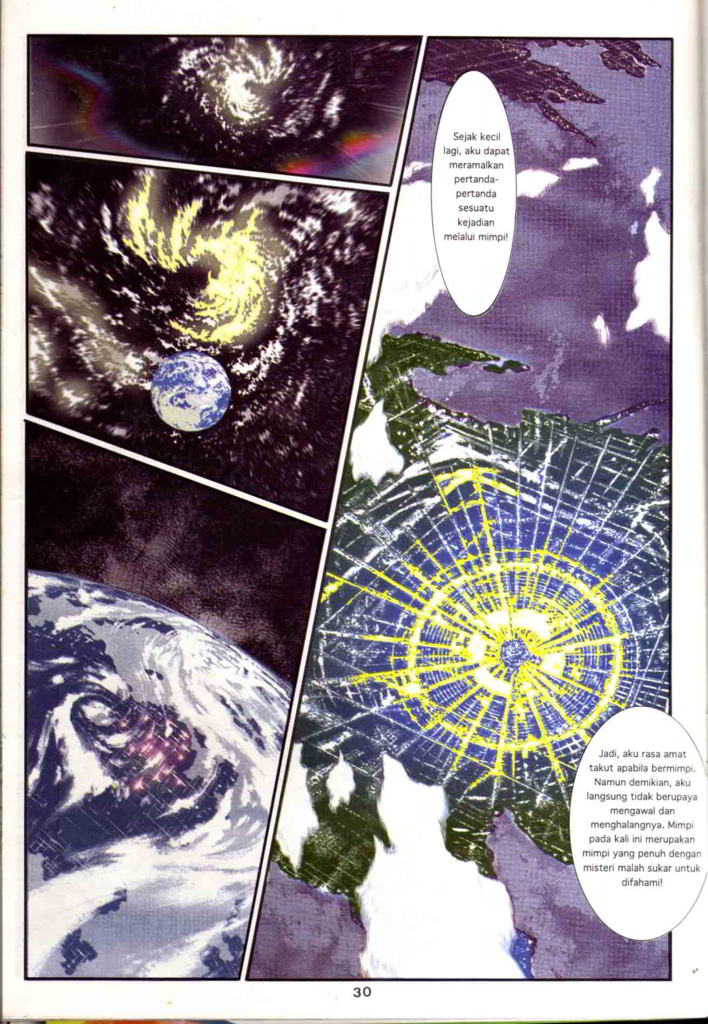 Sejak kecil
lagi, aku dapat
meramalkan
pertanda-
pertanda
sesuatu
kejadian
melalui mimpi!
Jadi, aku rasa amat
takut apabila bermimpi.
Namun demikian, aku
langsung tidak berupaya
mengawal dan
menghalangnya. Mimpi
pada kali ini merupakan
mimpi yang penuh dengan
misteri malah sukar untuk
difahami!
30